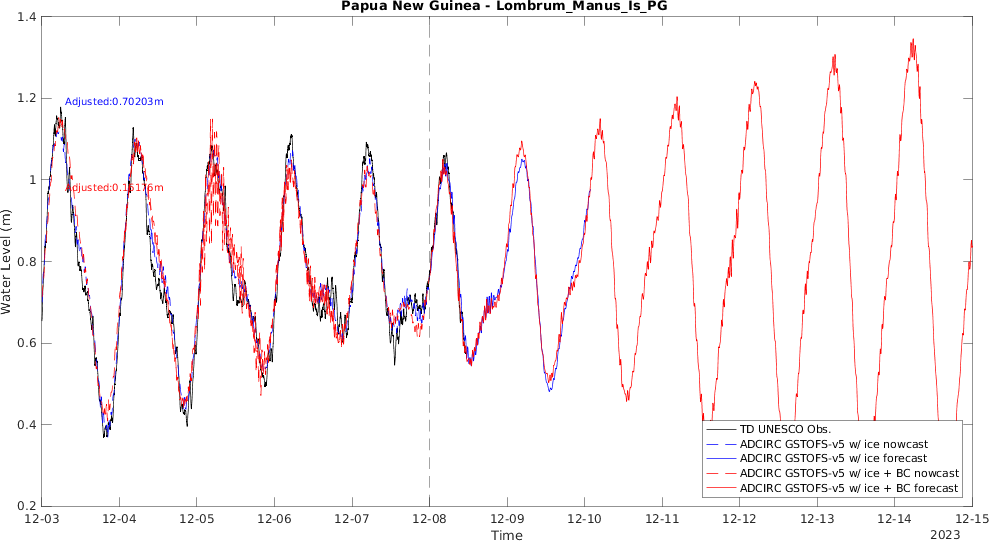 Papua New Guinea - Lombrum_Manus_Is_PG
1.4
1.2
1
0.8
0.6
0.4
0.2
Water Level (m)
Adjusted:0.70203m
Adjusted:0.15176m
TD UNESCO Obs.
ADCIRC GSTOFS-v5 w/ ice nowcast
ADCIRC GSTOFS-v5 w/ ice forecast
ADCIRC GSTOFS-v5 w/ ice + BC nowcast
ADCIRC GSTOFS-v5 w/ ice + BC forecast
12-03 12-04 12-05 12-06 12-07 12-08 12-09 12-10 12-11 12-12 12-13 12-14 12-15
Time
2023